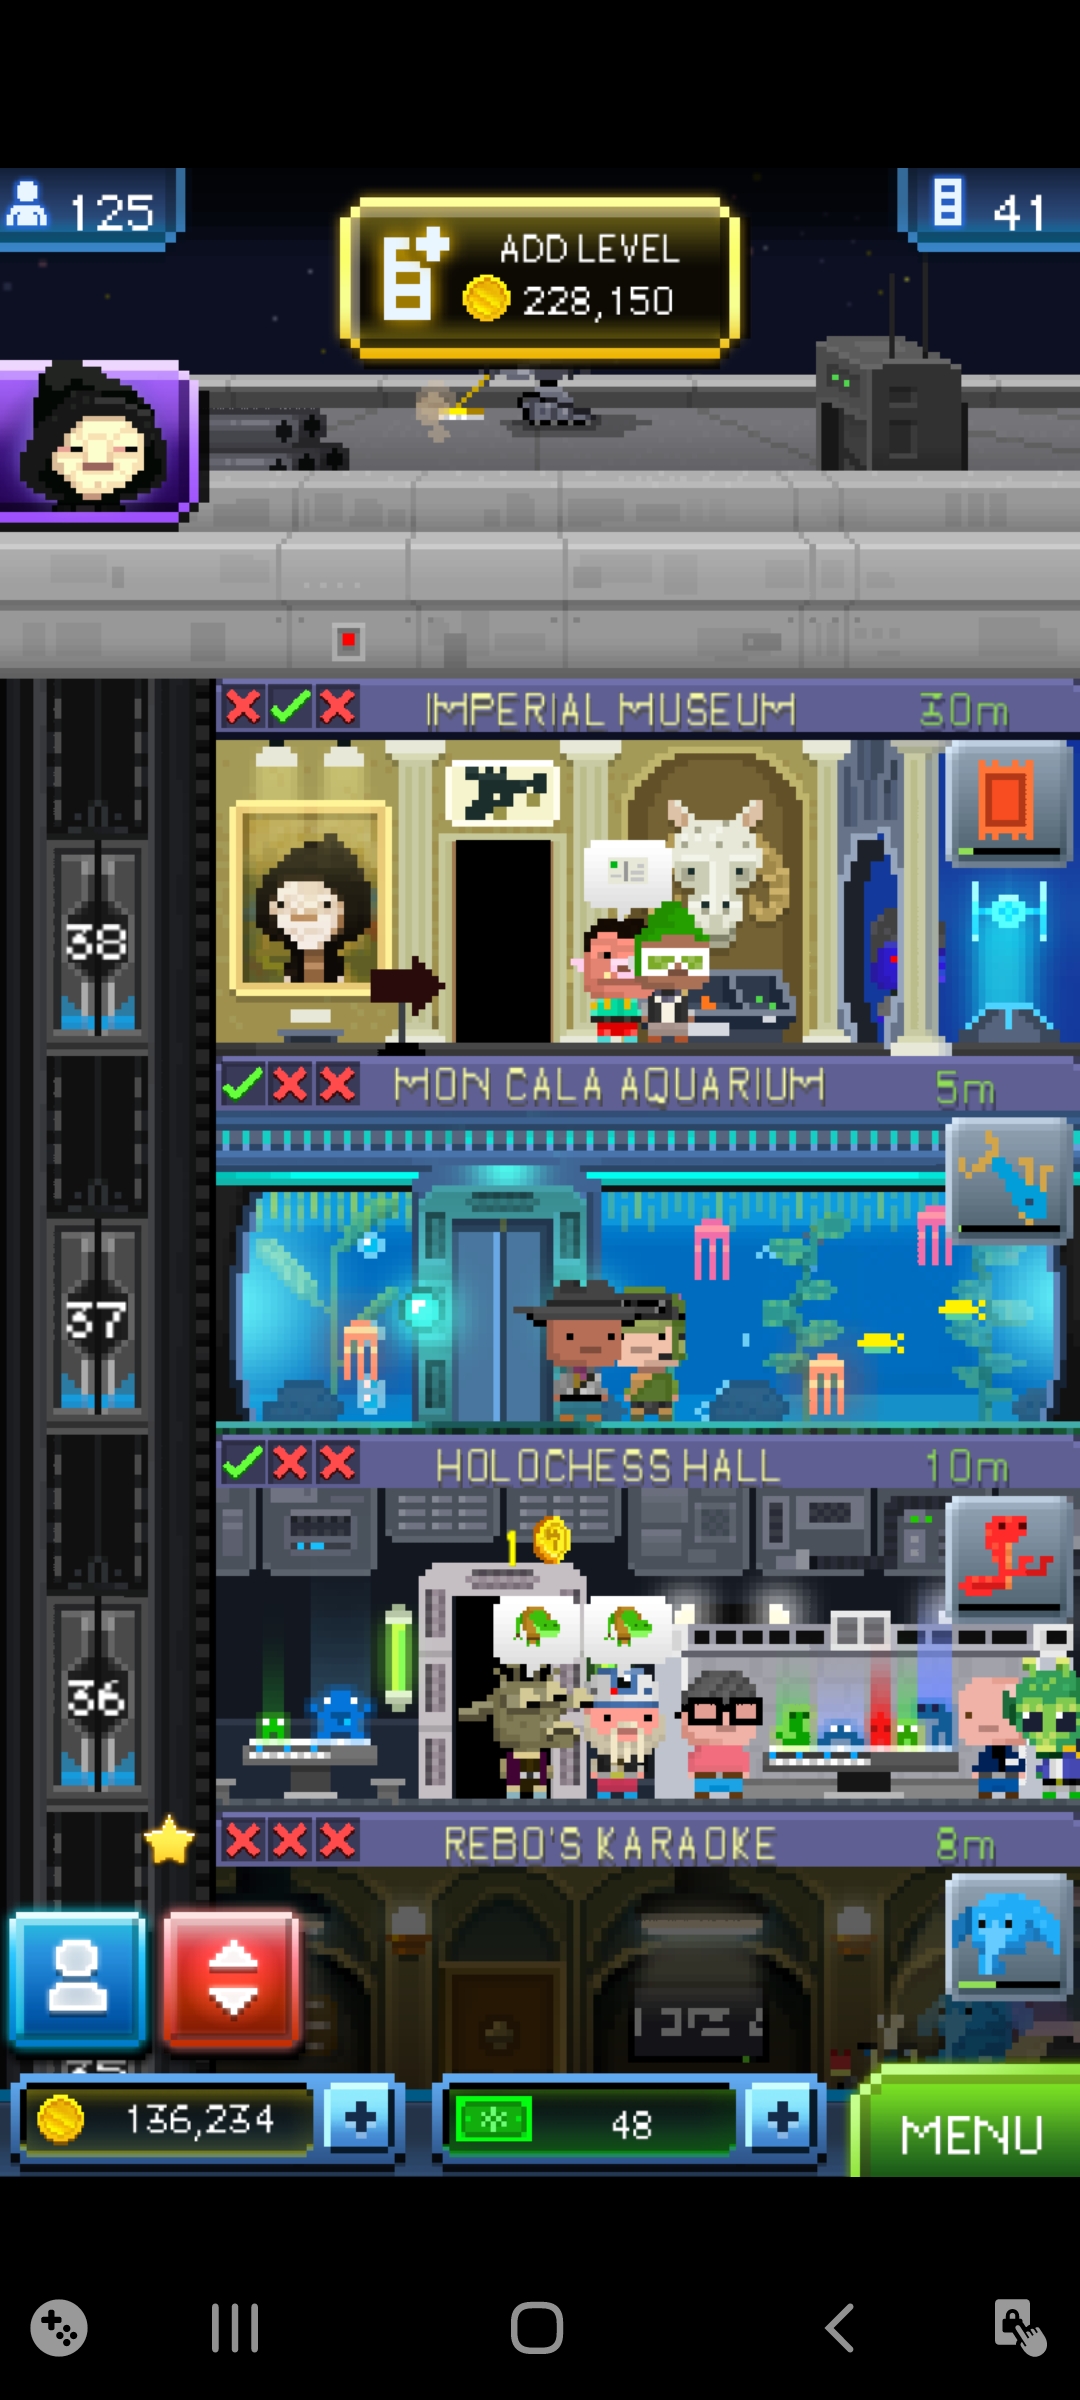 125
ADD LEVEL
228,150
41
IMPERIAL MUSEUM 30m
38
MON CALA AQUARIUM 5m
37
HOLOCHESS HALL 10m
1
36
REBO'S KARAOKE 8m
35
136,234
48
MENU